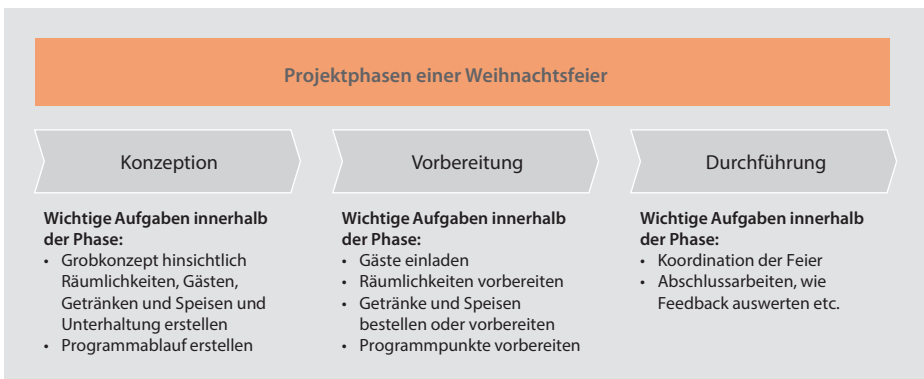 Projektphasen einer Weihnachtsfeier
Konzeption
Vorbereitung
Durchführung
Wichtige Aufgaben innerhalb
der Phase:
• Grobkonzept hinsichtlich
Räumlichkeiten, Gästen,
Getränken und Speisen und
Unterhaltung erstellen
• Programmablauf erstellen
Wichtige Aufgaben innerhalb
der Phase:
• Gäste einladen
• Räumlichkeiten vorbereiten
• Getränke und Speisen
bestellen oder vorbereiten
• Programmpunkte vorbereiten
Wichtige Aufgaben innerhalb
der Phase:
• Koordination der Feier
• Abschlussarbeiten, wie
Feedback auswerten etc.